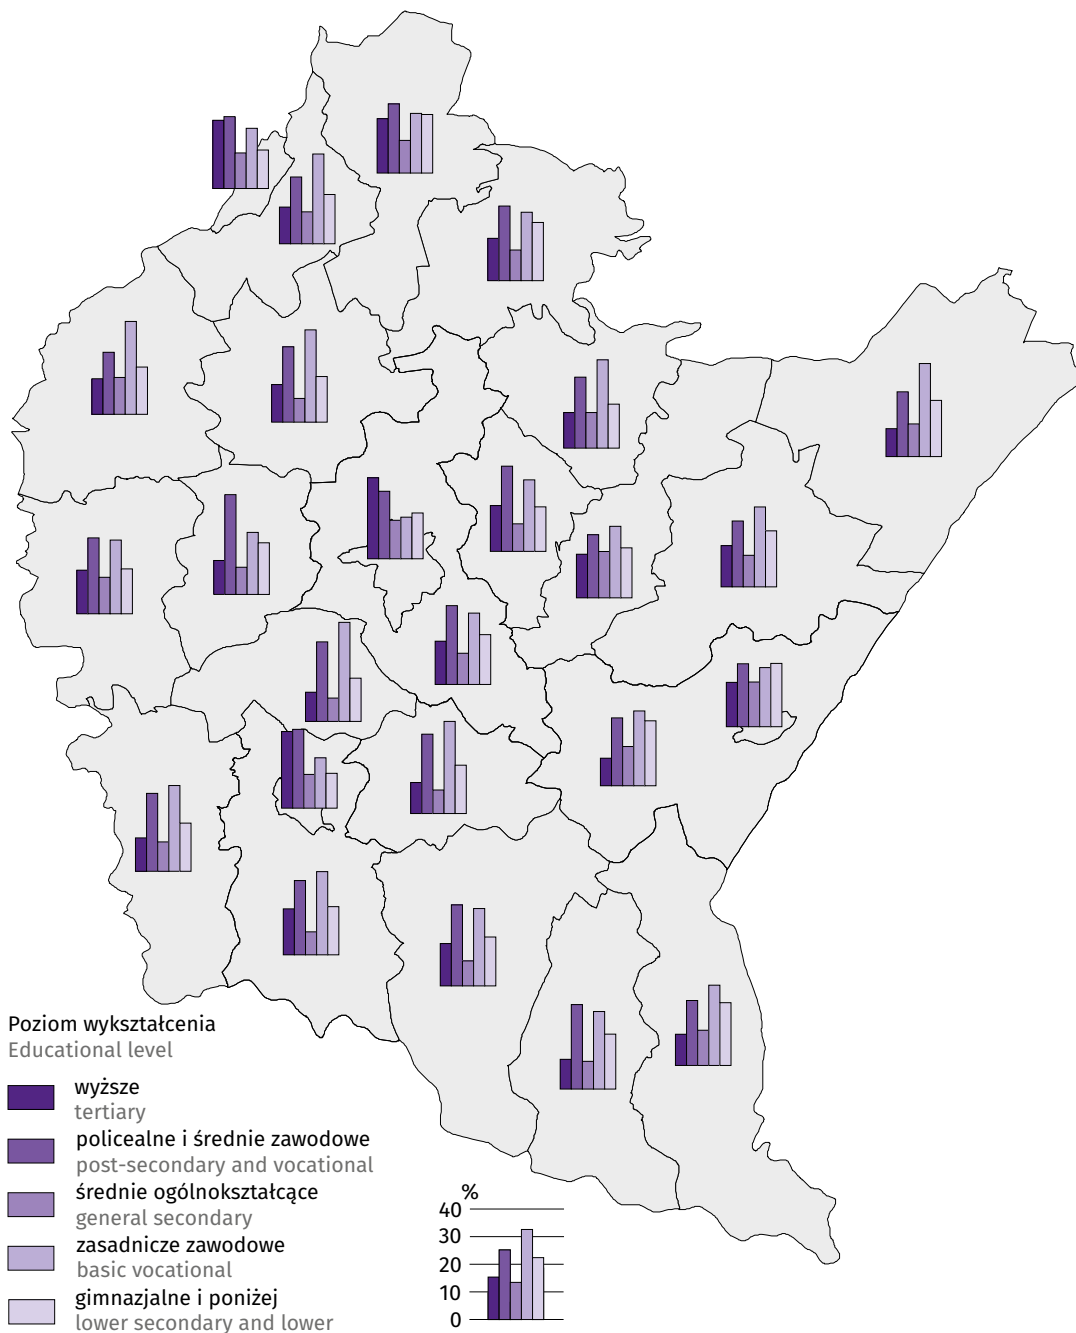 Poziom wykształcenia
Educational level
wyższe
tertiary
policealne i średnie zawodowe
post-secondary and vocational
średnie ogólnokształcące
general secondary
zasadnicze zawodowe
basic vocational
gimnazjalne i poniżej
lower secondary and lower
%
40
30
20
10
0